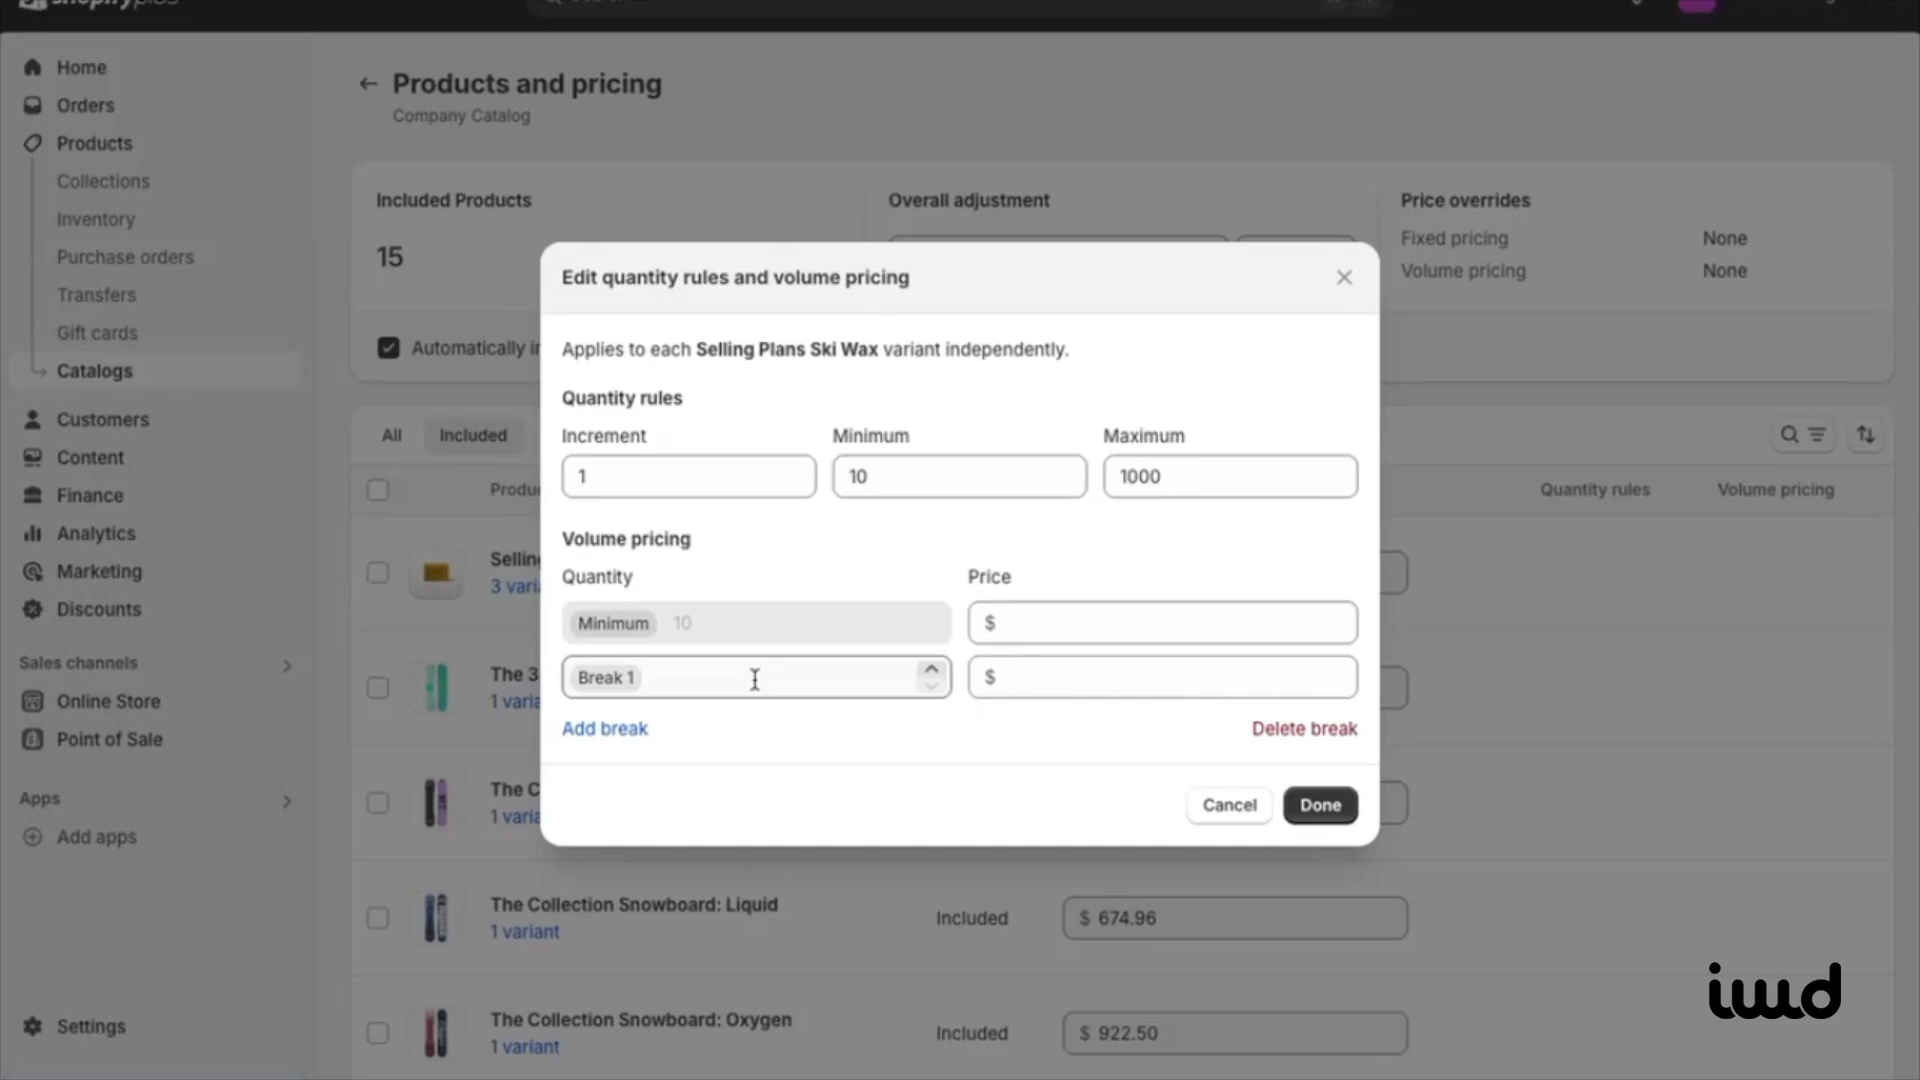 Home
Orders
Products
Collections
Inventory
Purchase orders
Transfers
Gift cards
Catalogs
Customers
Content
Finance
Analytics
Marketing
Discounts
Sales channels
Online Store
Point of Sale
Apps
Add apps
Settings
Products and pricing
Company Catalog
Included Products
15
Overall adjustment
Price overrides
Fixed pricing None
Volume pricing None
Automatically
All Included
Quantity rules Volume pricing
Edit quantity rules and volume pricing
Applies to each Selling Plans Ski Wax variant independently.
Quantity rules
Increment Minimum Maximum
1 10 1000
Volume pricing
Quantity Price
Minimum 10 $
Break 1 $
Add break Delete break
Cancel Done
The 3
The C
The Collection Snowboard: Liquid
1 variant
Included $ 674.96
The Collection Snowboard: Oxygen
1 variant
Included $ 922.50
iwd